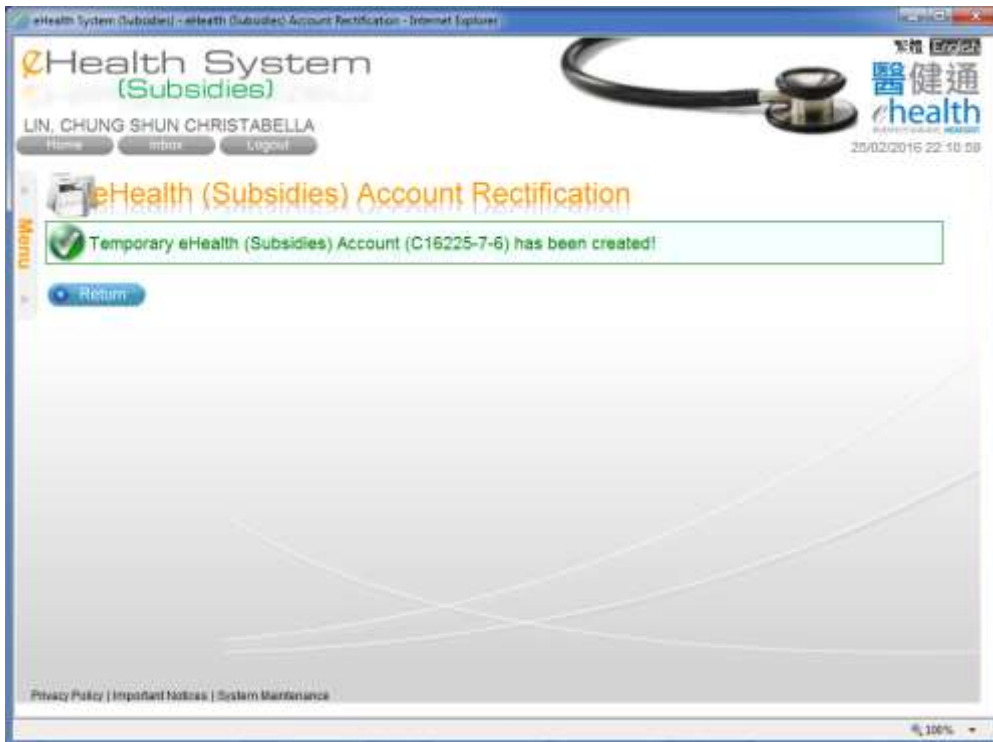 eHealth System (Subsidies) - eHealth (Subsidies) Account Rectification - Internet Explorer
eHealth System
(Subsidies)
繁體 English
醫健通
ehealth
LIN, CHUNG SHUN CHRISTABELLA
Home Inbox Logout
25/02/2016 22:10:59
eHealth (Subsidies) Account Rectification
Menu
Temporary eHealth (Subsidies) Account (C16225-7-6) has been created!
Return
Privacy Policy | Important Notices | System Maintenance
100%